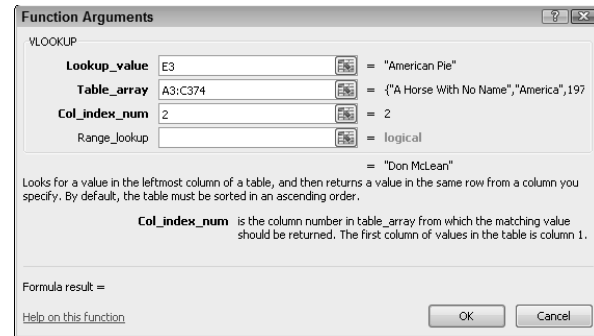 Function Arguments
VLOOKUP
Lookup_value E3 = "American Pie"
Table_array A3:C374 = {"A Horse With No Name","America",197
Col_index_num 2 = 2
Range_lookup = logical
= "Don McLean"
Looks for a value in the leftmost column of a table, and then returns a value in the same row from a column you
specify. By default, the table must be sorted in an ascending order.
Col_index_num is the column number in table_array from which the matching value
should be returned. The first column of values in the table is column 1.
Formula result =
Help on this function OK Cancel